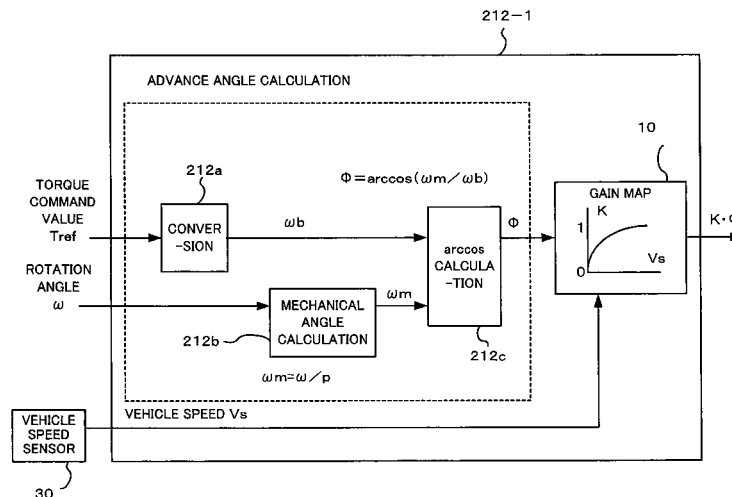 212-1
ADVANCE ANGLE CALCULATION
10
212a
Φ=arccos(ωm/ωb)
TORQUE
COMMAND
VALUE
Tref
CONVER
-SION
ωb
Φ
GAIN MAP
K
1
0
Vs
K・
arccos
CALCULA
-TION
ROTATION
ANGLE
ω
MECHANICAL
ANGLE
CALCULATION
ωm
212b
212c
ωm=ω/p
VEHICLE SPEED Vs
VEHICLE
SPEED
SENSOR
30